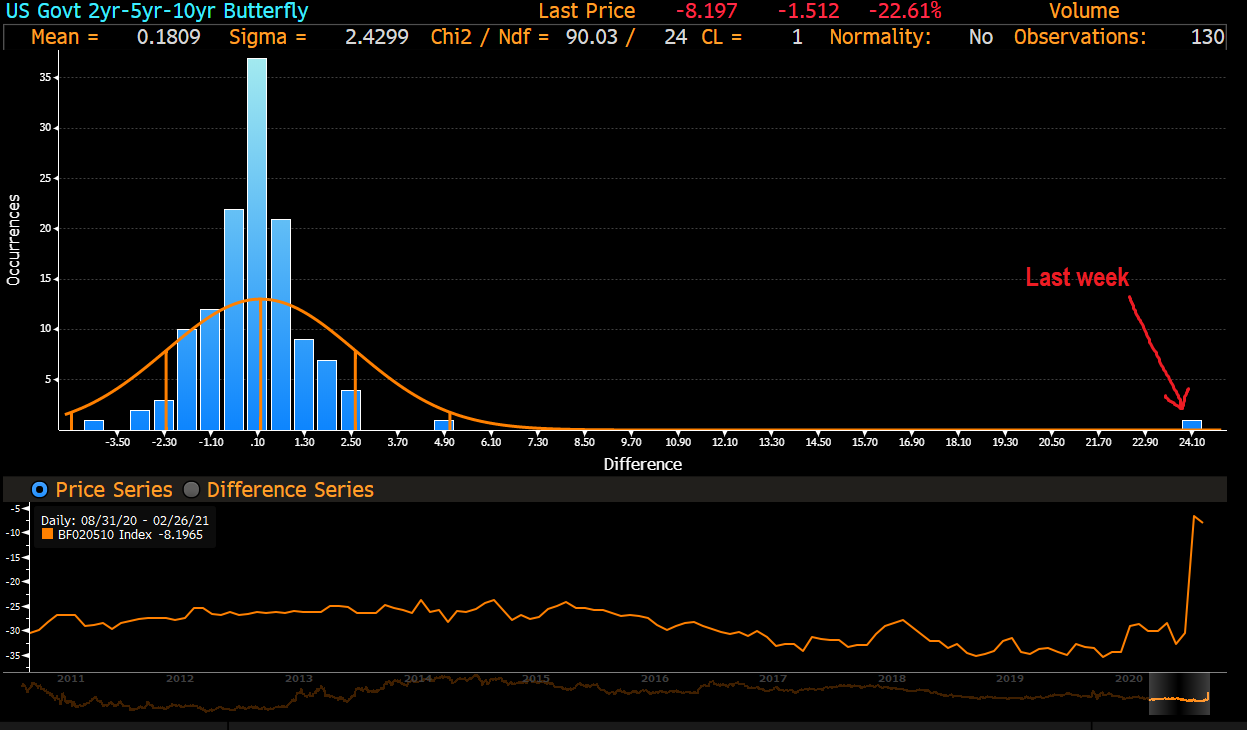 US Govt 2yr-5yr-10yr Butterfly Last Price -8.197 -1.512 -22.61% Volume
Mean = 0.1809 Sigma = 2.4299 Chi2 / Ndf = 90.03 / 24 CL = 1 Normality: No Observations: 130
35
30
25
20
15
10
5
Occurrences
Last week
-3.50 -2.30 -1.10 .10 1.30 2.50 3.70 4.90 6.10 7.30 8.50 9.70 10.90 12.10 13.30 14.50 15.70 16.90 18.10 19.30 20.50 21.70 22.90 24.10
Difference
Price Series Difference Series
-5
-10
-15
-20
-25
-30
-35
Daily: 08/31/20 - 02/26/21
BF020510 Index -8.1965
2011 2012 2013 2014 2015 2016 2017 2018 2019 2020